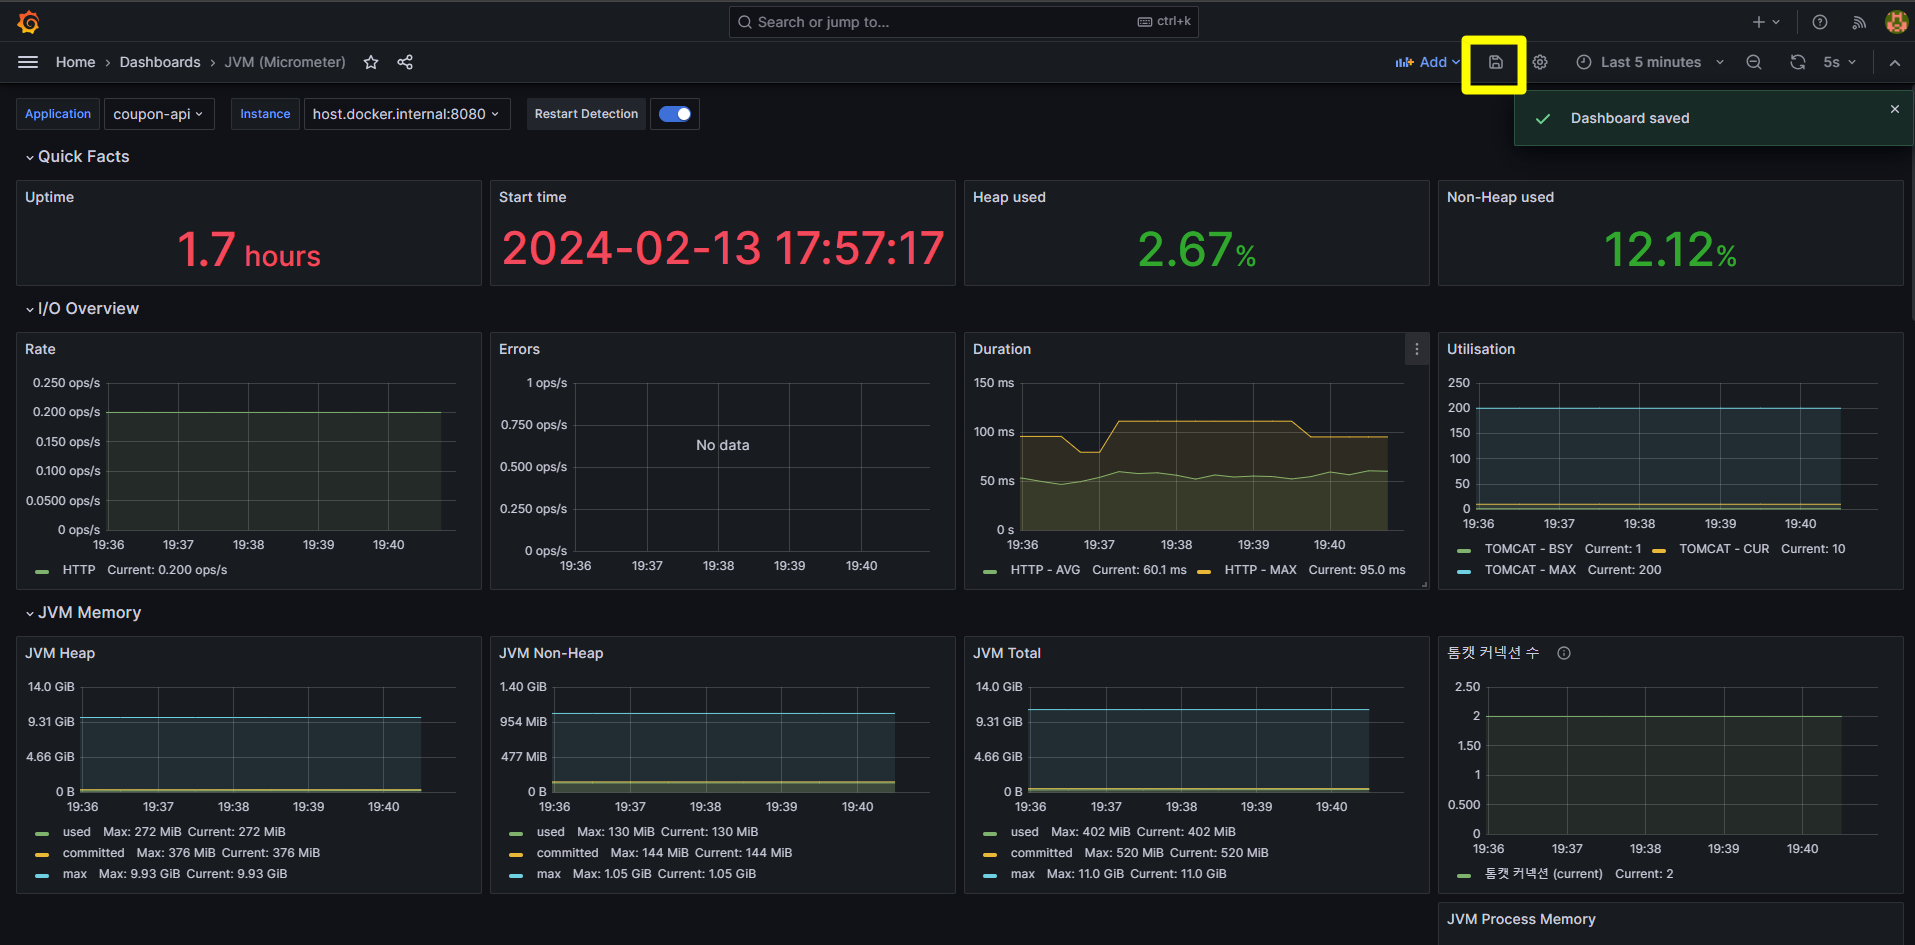 Search or jump to... ctrl+k
Home > Dashboards > JVM (Micrometer) Add Last 5 minutes 5s
Dashboard saved
Application coupon-api Instance host.docker.internal:8080 Restart Detection
Quick Facts
Uptime
1.7 hours
Start time
2024-02-13 17:57:17
Heap used
2.67%
Non-Heap used
12.12%
I/O Overview
Rate
0.250 ops/s
0.200 ops/s
0.150 ops/s
0.100 ops/s
0.0500 ops/s
0 ops/s
19:36 19:37 19:38 19:39 19:40
HTTP Current: 0.200 ops/s
Errors
1 ops/s
0.750 ops/s
No data
0.500 ops/s
0.250 ops/s
0 ops/s
19:36 19:37 19:38 19:39 19:40
Duration
150 ms
100 ms
50 ms
0 s
19:36 19:37 19:38 19:39 19:40
HTTP - AVG Current: 60.1 ms HTTP - MAX Current: 95.0 ms
Utilisation
250
200
150
100
50
0
19:36 19:37 19:38 19:39 19:40
TOMCAT - BSY Current: 1 TOMCAT - CUR Current: 10
TOMCAT - MAX Current: 200
JVM Memory
JVM Heap
14.0 GiB
9.31 GiB
4.66 GiB
0 B
19:36 19:37 19:38 19:39 19:40
used Max: 272 MiB Current: 272 MiB
committed Max: 376 MiB Current: 376 MiB
max Max: 9.93 GiB Current: 9.93 GiB
JVM Non-Heap
1.40 GiB
954 MiB
477 MiB
0 B
19:36 19:37 19:38 19:39 19:40
used Max: 130 MiB Current: 130 MiB
committed Max: 144 MiB Current: 144 MiB
max Max: 1.05 GiB Current: 1.05 GiB
JVM Total
14.0 GiB
9.31 GiB
4.66 GiB
0 B
19:36 19:37 19:38 19:39 19:40
used Max: 402 MiB Current: 402 MiB
committed Max: 520 MiB Current: 520 MiB
max Max: 11.0 GiB Current: 11.0 GiB
톰캣 커넥션 수
2.50
2
1.50
1
0.500
0
19:36 19:37 19:38 19:39 19:40
톰캣 커넥션 (current) Current: 2
JVM Process Memory